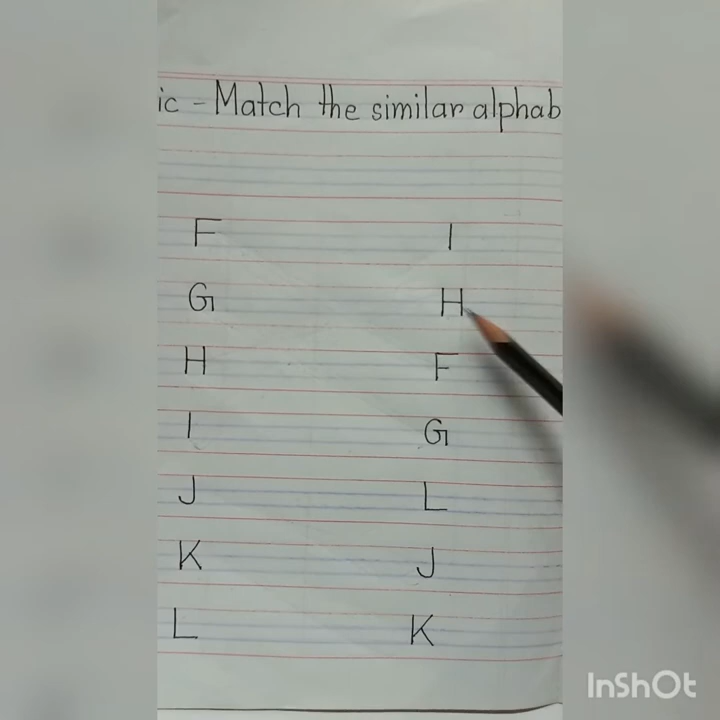 ic - Match the similar alphab
F I
G H
H F
I G
J L
K J
L K
InShOt